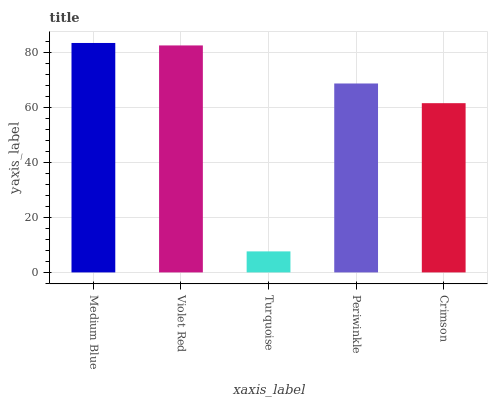 title
80
60
40
20
0
yaxis_label
Medium Blue
Violet Red
Turquoise
Periwinkle
Crimson
xaxis_label